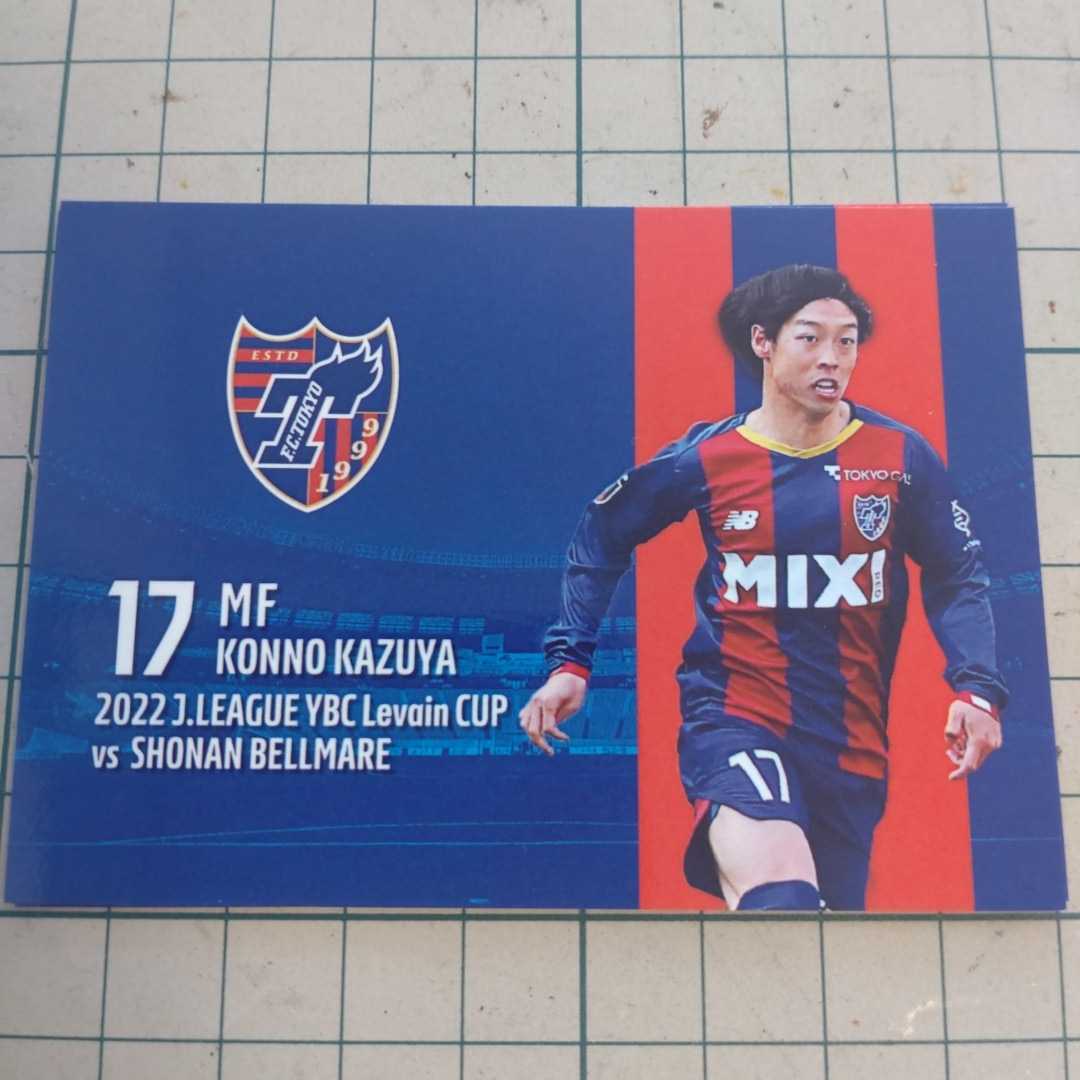 ESTD
F.C.TOKYO
1999
17 MF
KONNO KAZUYA
2022 J.LEAGUE YBC Levain CUP
vs SHONAN BELLMARE
TOKYO GAS
NB
MIXI
17